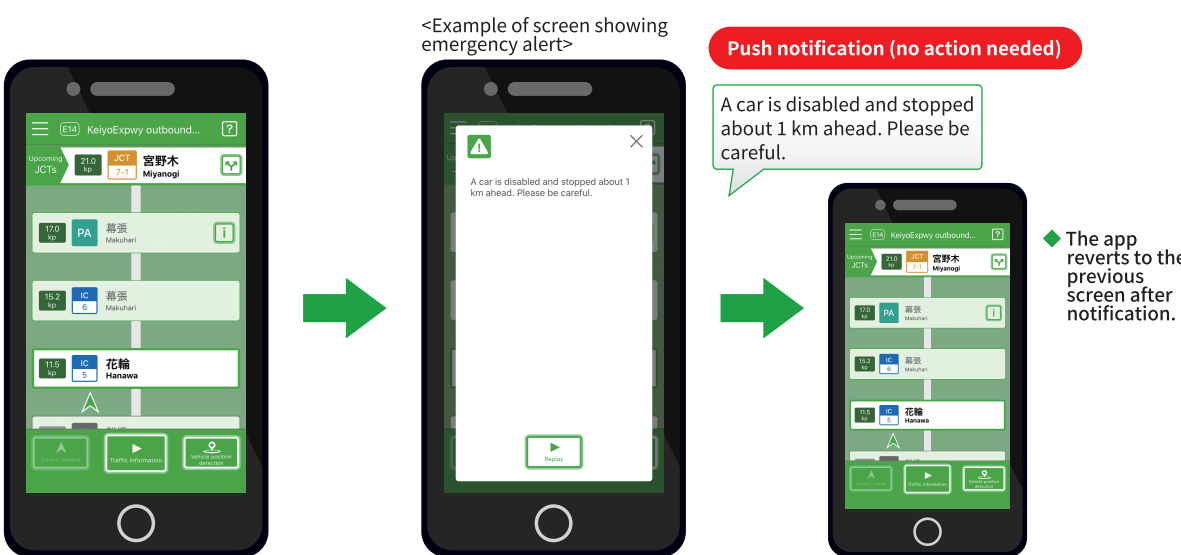 <Example of screen showing
emergency alert>
Push notification (no action needed)
A car is disabled and stopped
about 1 km ahead. Please be
careful.
E14 KeiyoExpwy outbound... ?
Upcoming
JCTs
21.0
kp
JCT
7-1
宮野木
Miyanogi
17.0
kp
PA
幕張
Makuhari
i
15.2
kp
IC
6
幕張
Makuhari
11.5
kp
IC
5
花輪
Hanawa
Current Location
Traffic information
Vehicle position
detection
A car is disabled and stopped about 1
km ahead. Please be careful.
Replay
E14 KeiyoExpwy outbound... ?
Upcoming
JCTs
21.0
kp
JCT
7-1
宮野木
Miyanogi
17.0
kp
PA
幕張
Makuhari
i
15.2
kp
IC
6
幕張
Makuhari
11.5
kp
IC
5
花輪
Hanawa
Current Location
Traffic information
Vehicle position
detection
The app
reverts to the
previous
screen after
notification.